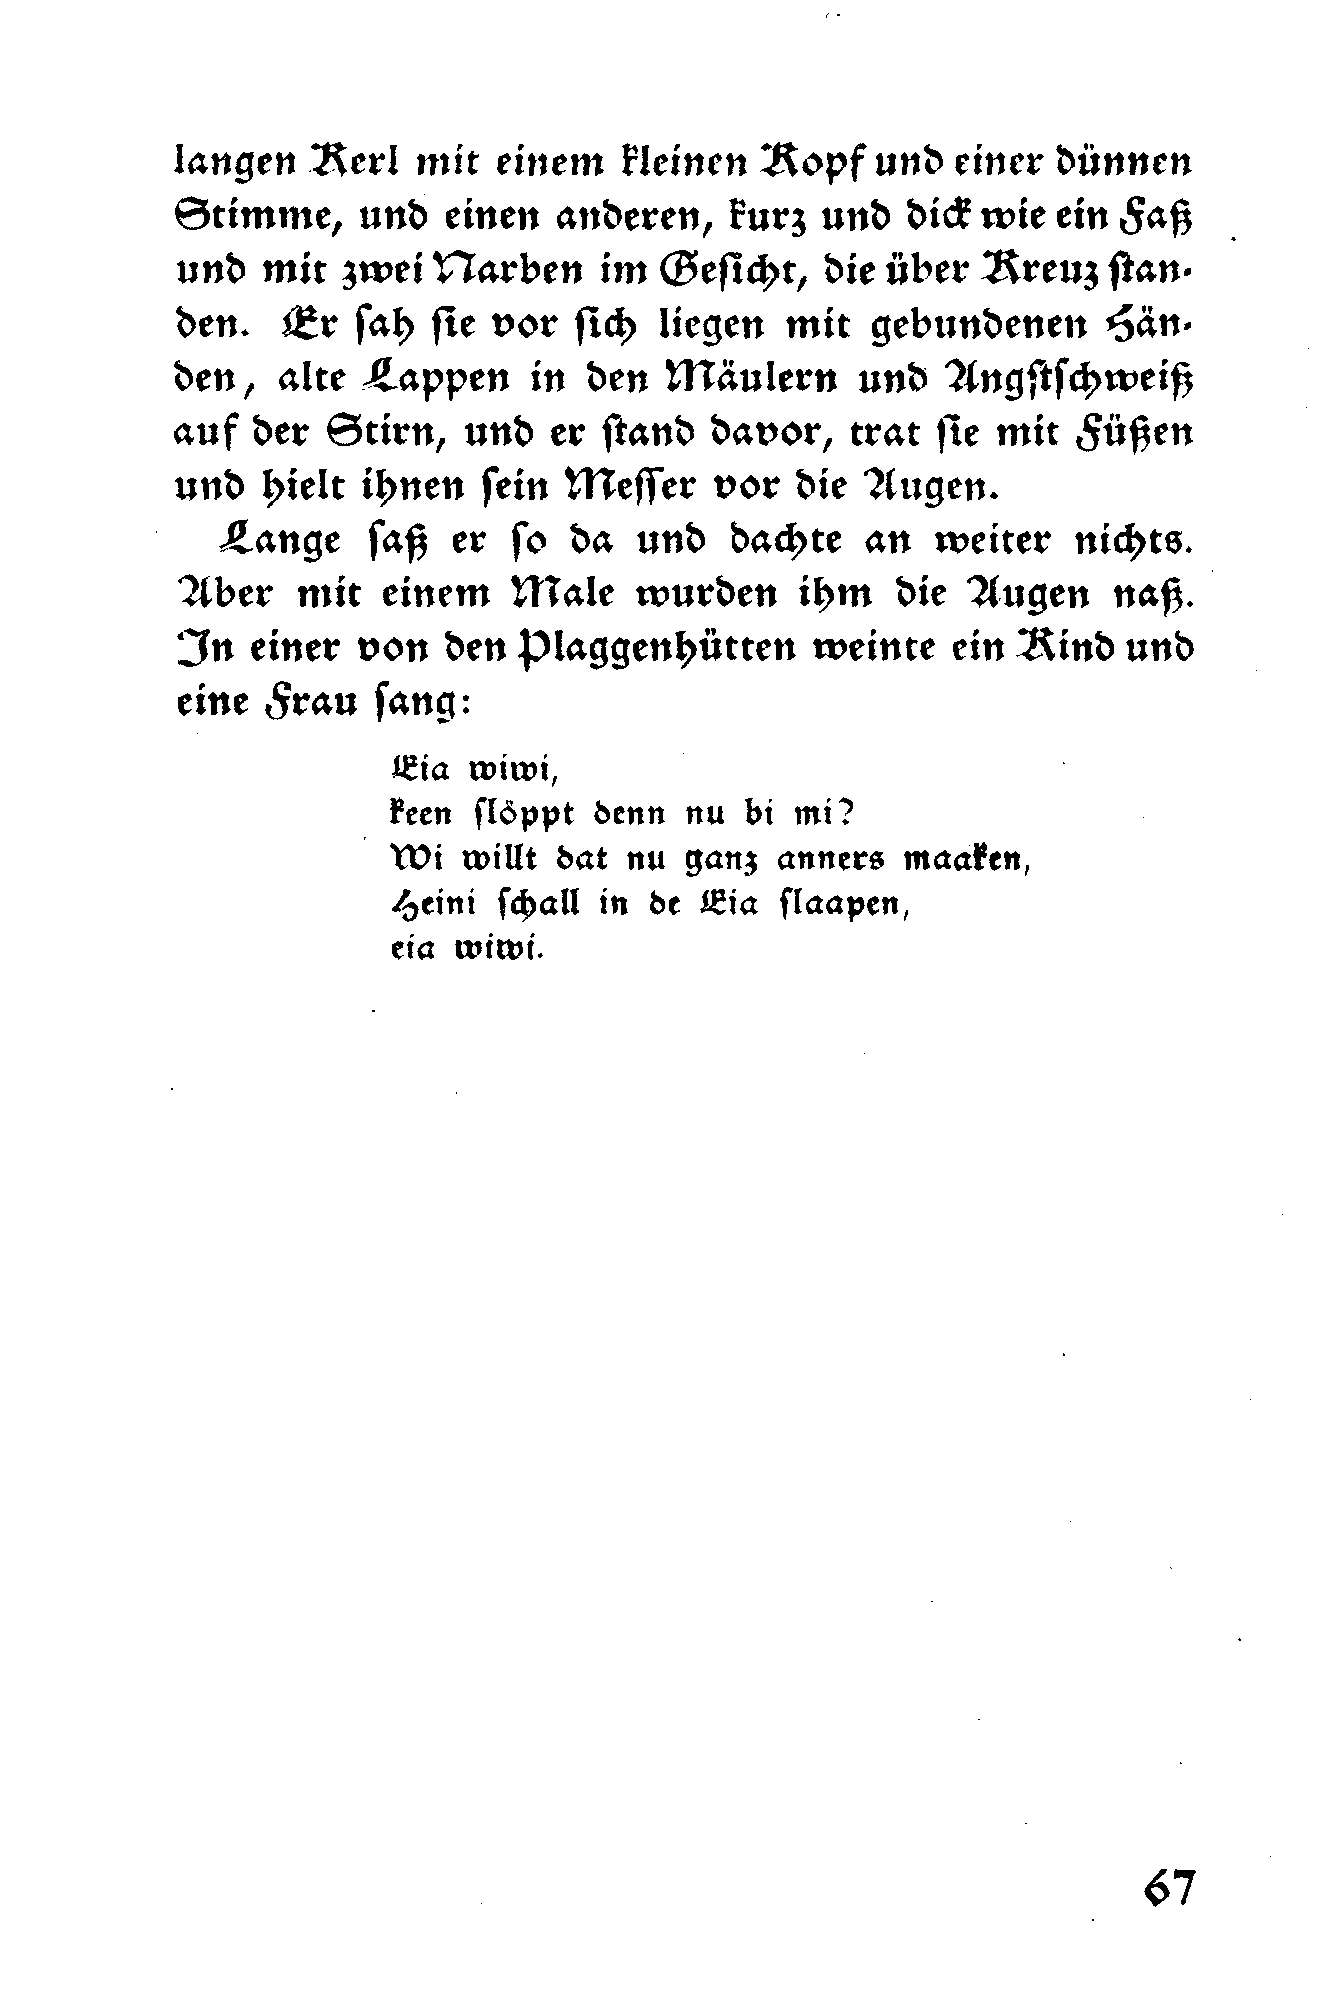 langen Kerl mit einem kleinen Kopf und einer dünnen
Stimme, und einen anderen, kurz und dick wie ein Faß
und mit zwei Narben im Geſicht, die über Kreuz ſtan-
den. Er ſah ſie vor ſich liegen mit gebundenen Hän-
den, alte Lappen in den Mäulern und Angſtſchweiß
auf der Stirn, und er ſtand davor, trat ſie mit Füßen
und hielt ihnen ſein Meſſer vor die Augen.
Lange ſaß er ſo da und dachte an weiter nichts.
Aber mit einem Male wurden ihm die Augen naß.
In einer von den Plaggenhütten weinte ein Kind und
eine Frau ſang:
Eia wiwi,
keen ſlöppt denn nu bi mi?
Wi willt dat nu ganz anners maaken,
Heini ſchall in de Eia ſlaapen,
eia wiwi.
67